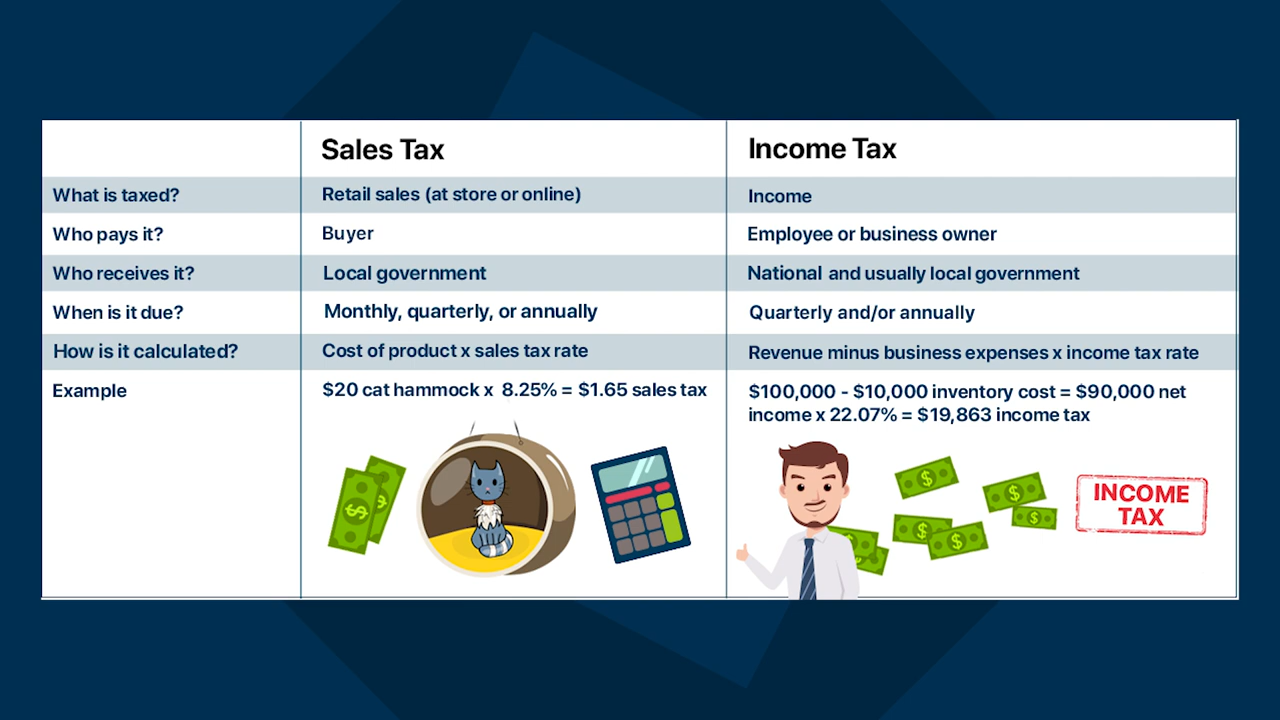 Sales Tax
Income Tax
What is taxed?
Retail sales (at store or online)
Income
Who pays it?
Buyer
Employee or business owner
Who receives it?
Local government
National and usually local government
When is it due?
Monthly, quarterly, or annually
Quarterly and/or annually
How is it calculated?
Cost of product x sales tax rate
Revenue minus business expenses x income tax rate
Example
$20 cat hammock x 8.25% = $1.65 sales tax
$100,000 - $10,000 inventory cost = $90,000 net
income x 22.07% = $19,863 income tax
$
$
$
$
$
$
$
$
INCOME
TAX